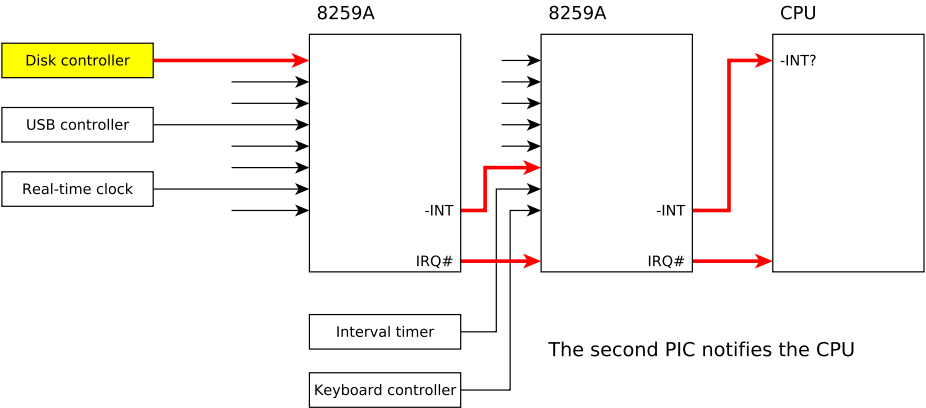 8259A
8259A
CPU
Disk controller
-INT?
USB controller
Real-time clock
-INT
-INT
IRQ#
IRQ#
Interval timer
The second PIC notifies the CPU
Keyboard controller